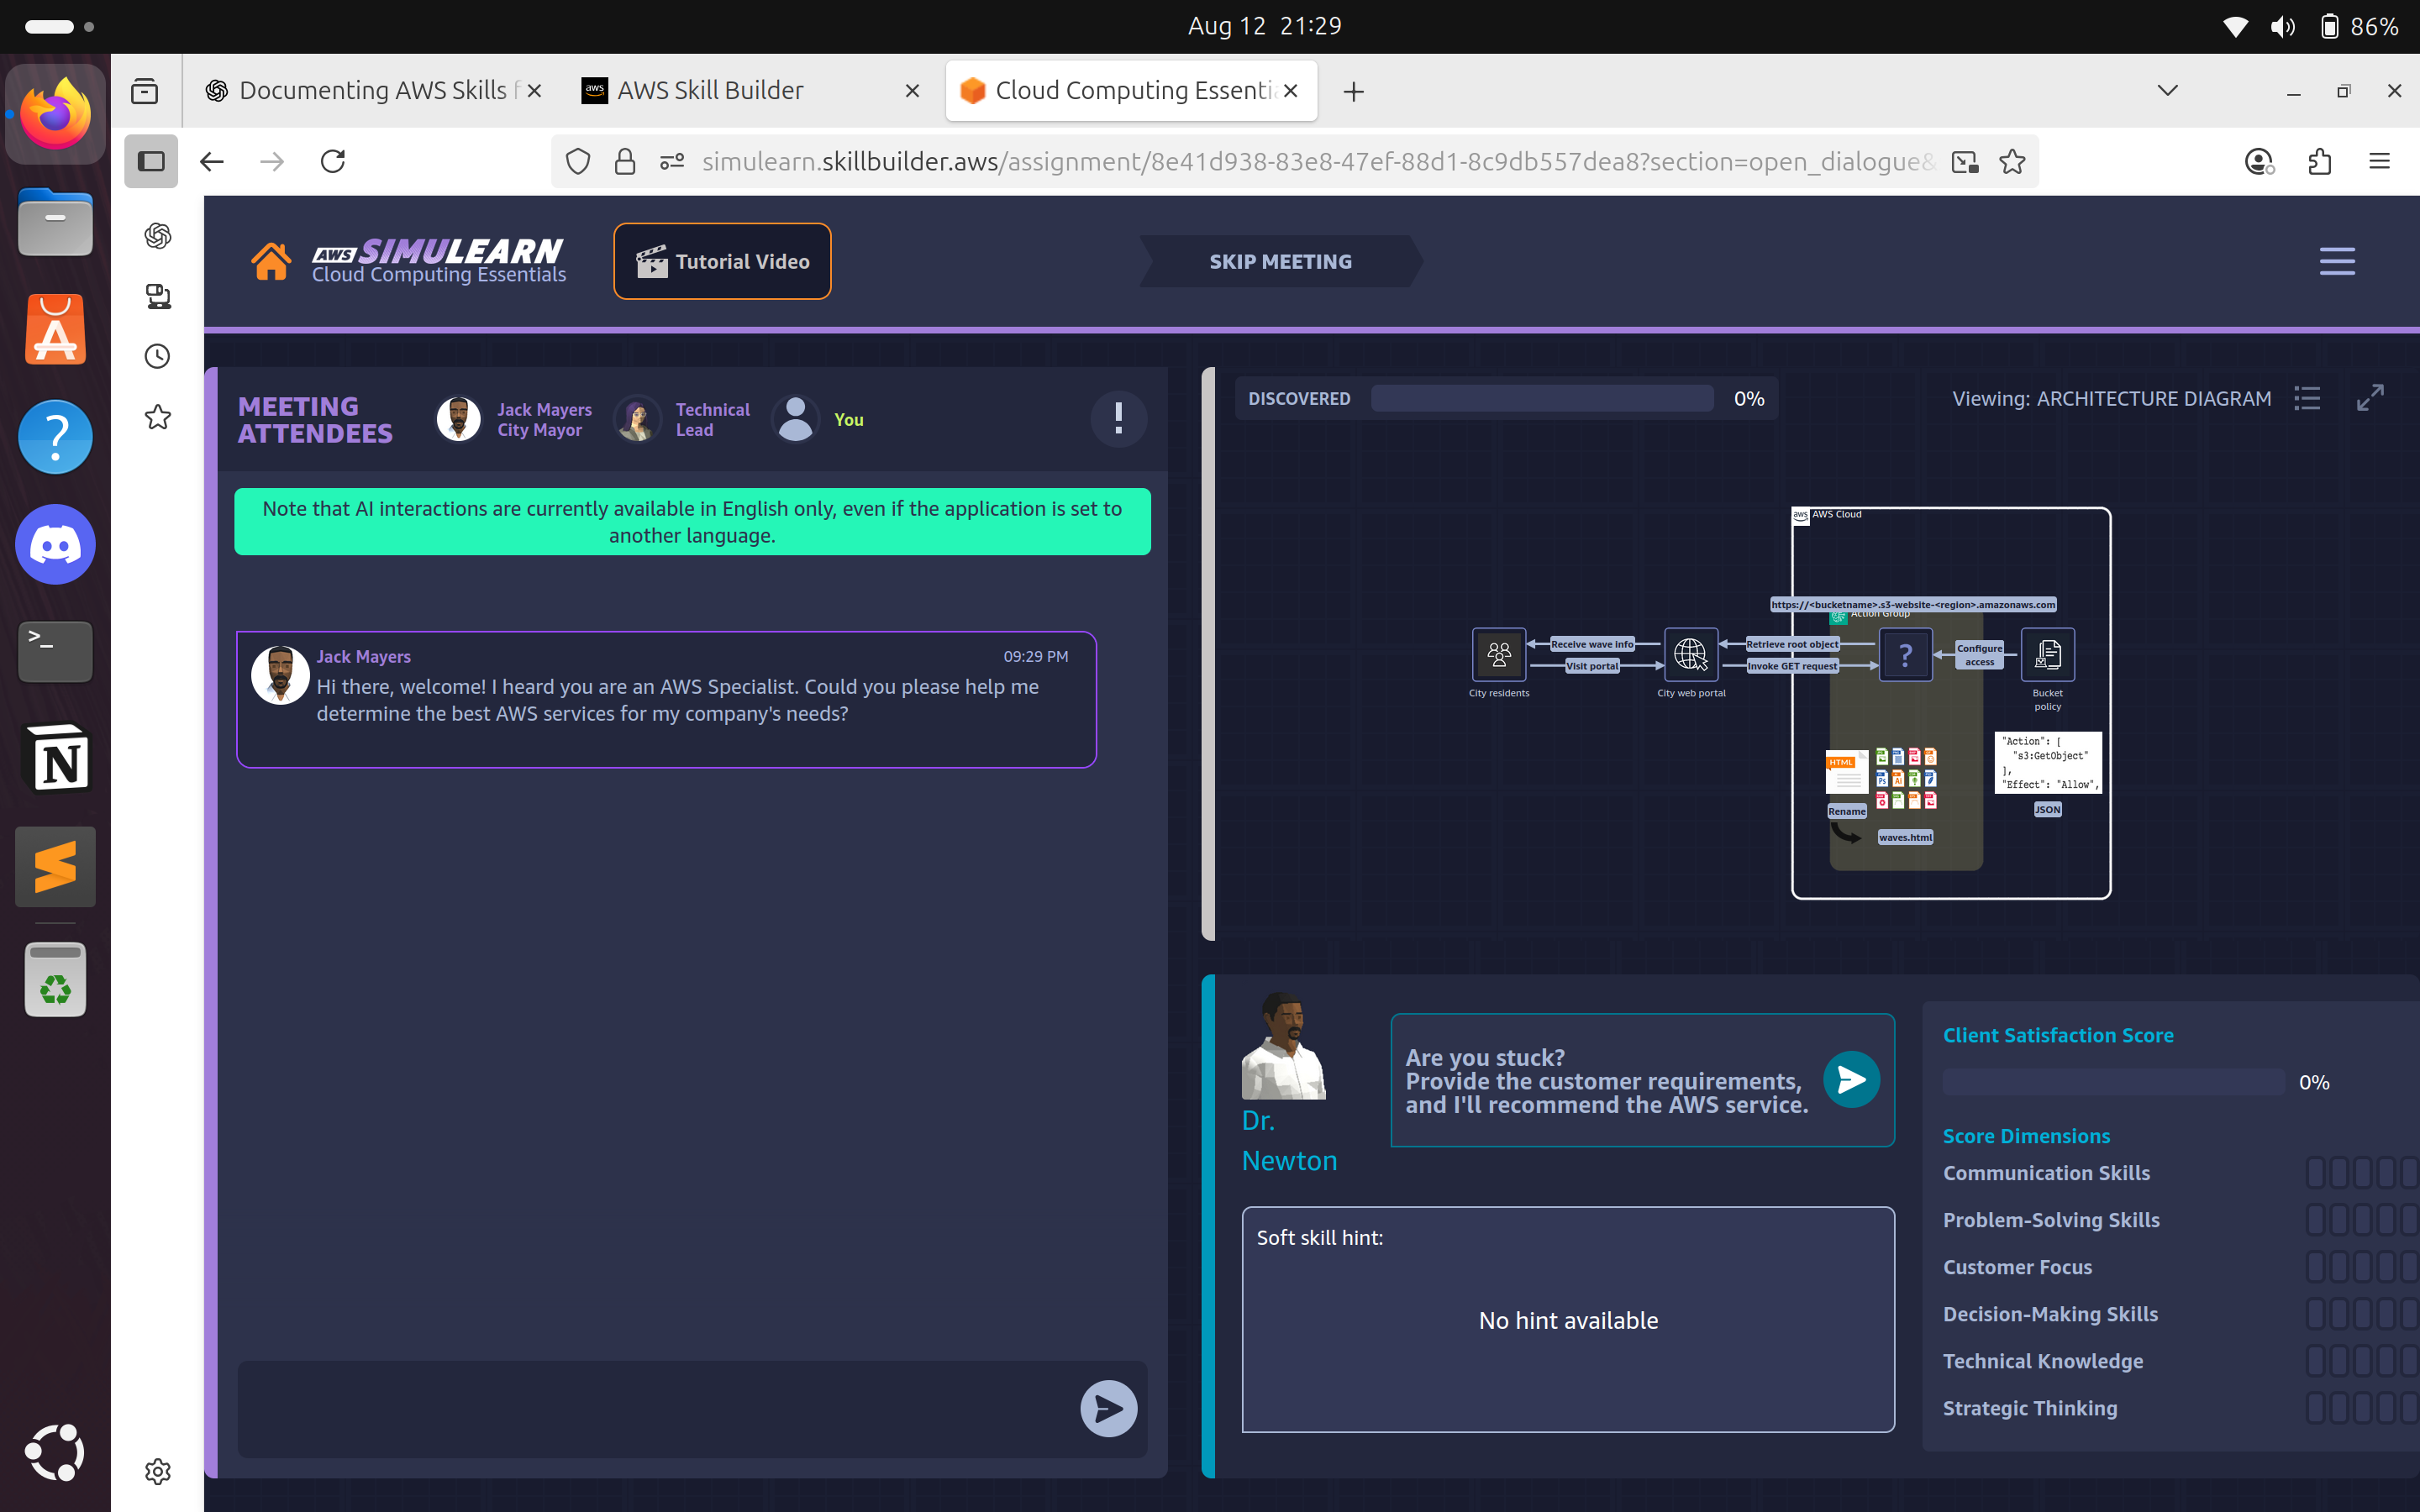 Aug 12 21:29
86%
Documenting AWS Skills f
aws
AWS Skill Builder
Cloud Computing Essenti
simulearn.skillbuilder.aws/assignment/8e41d938-83e8-47ef-88d1-8c9db557dea8?section=open_dialogue&
AWS SIMULEARN
Cloud Computing Essentials
Tutorial Video
SKIP MEETING
MEETING
ATTENDEES
Jack Mayers
City Mayor
Technical
Lead
You
!
Note that AI interactions are currently available in English only, even if the application is set to
another language.
Jack Mayers
09:29 PM
Hi there, welcome! I heard you are an AWS Specialist. Could you please help me
determine the best AWS services for my company's needs?
DISCOVERED
0%
Viewing: ARCHITECTURE DIAGRAM
aws
AWS Cloud
https://<bucketname>.s3-website-<region>.amazonaws.com
Action Group
Receive wave info
Visit portal
Retrieve root object
Invoke GET request
?
Configure
access
City residents
City web portal
Bucket
policy
HTML
Rename
waves.html
"Action": [
"s3:GetObject"
],
"Effect": "Allow",
JSON
Dr.
Newton
Are you stuck?
Provide the customer requirements,
and I'll recommend the AWS service.
Soft skill hint:
No hint available
Client Satisfaction Score
0%
Score Dimensions
Communication Skills
Problem-Solving Skills
Customer Focus
Decision-Making Skills
Technical Knowledge
Strategic Thinking